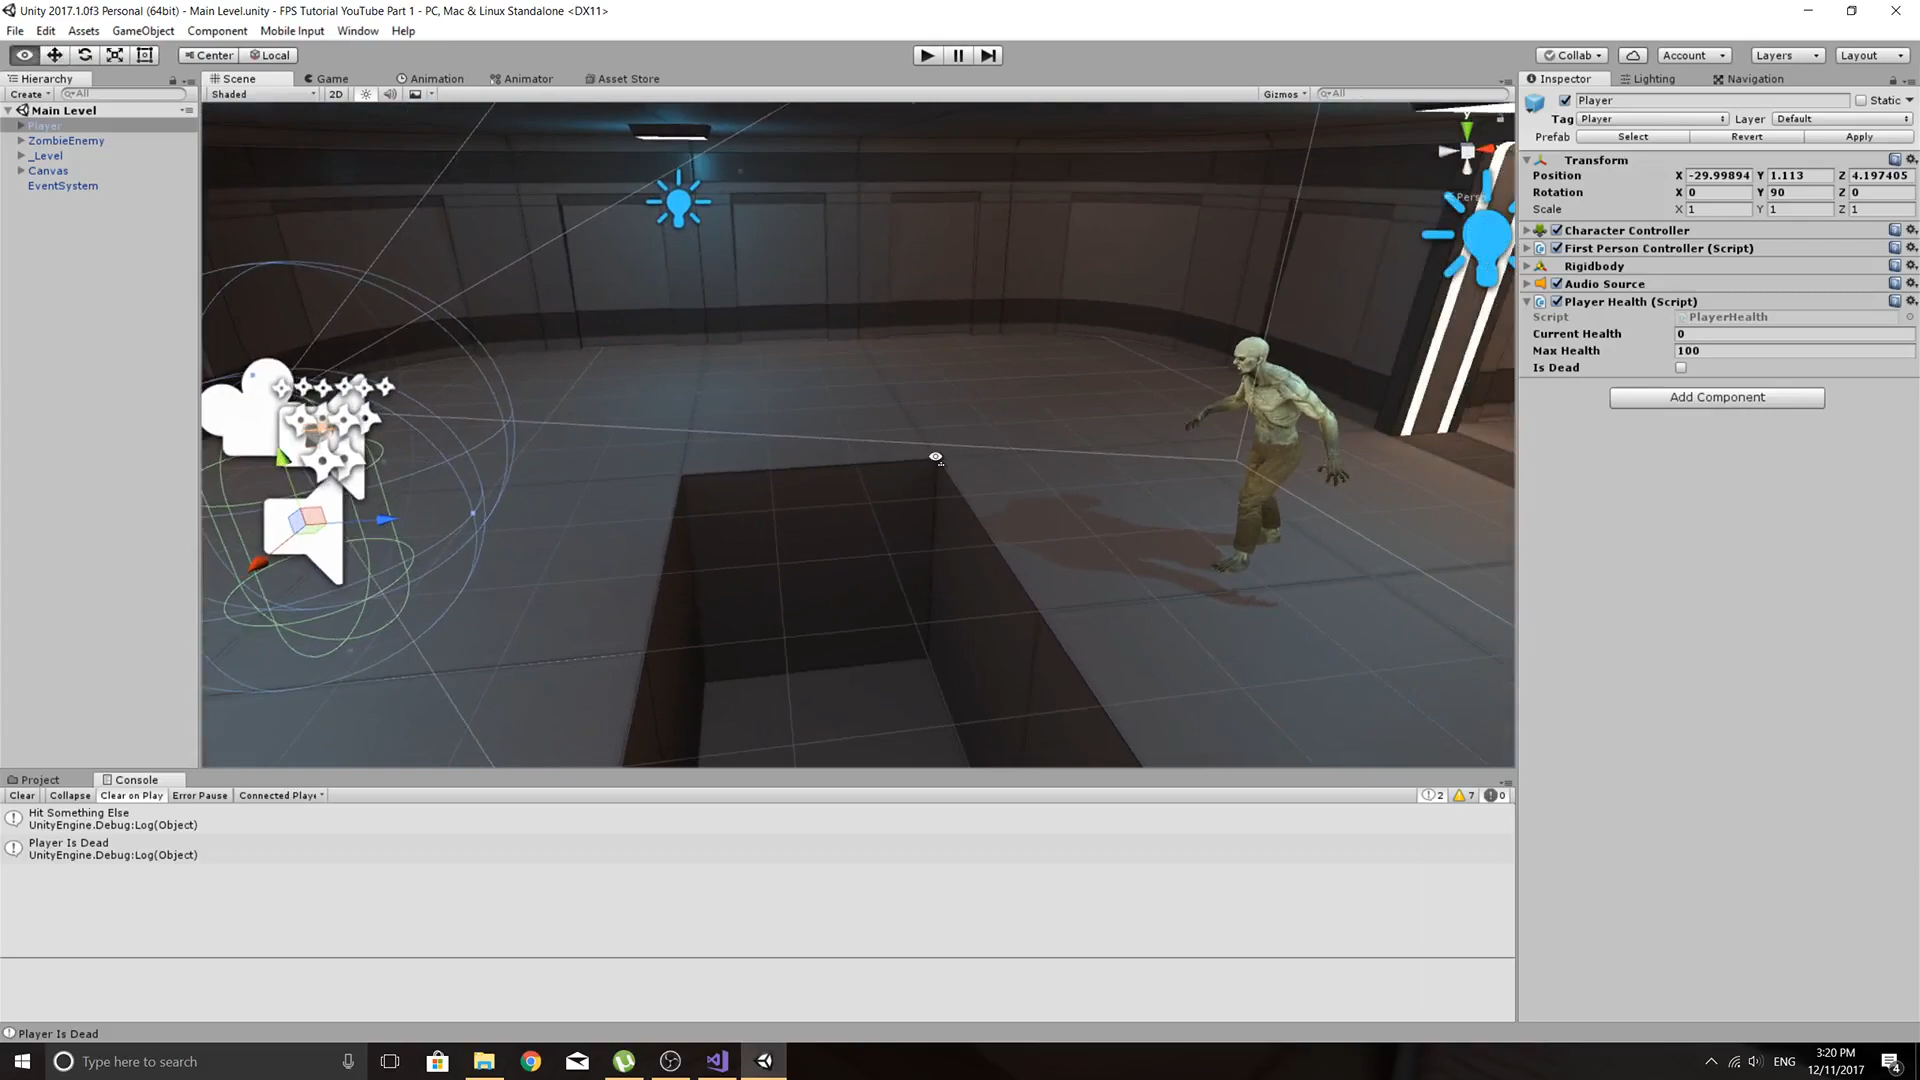 Unity 2017.1.0f3 Personal (64bit) - Main Level.unity - FPS Tutorial YouTube Part 1 - PC, Mac & Linux Standalone <DX11>
File Edit Assets GameObject Component Mobile Input Window Help
Center Local Collab Account Layers Layout
Hierarchy Scene Game Animation Animator Asset Store Inspector Lighting Navigation
Create All Shaded 2D Gizmos All
Player Static
Main Level
Tag Player Layer Default
Player
Prefab Select Revert Apply
ZombieEnemy
_Level
Transform
Canvas
Position X -29.99894 Y 1.113 Z 4.197405
EventSystem
Rotation X 0 Y 90 Z 0
Pers
Scale X 1 Y 1 Z 1
Character Controller
First Person Controller (Script)
Rigidbody
Audio Source
Player Health (Script)
Script PlayerHealth
Current Health 0
Max Health 100
Is Dead
Add Component
Project Console
Clear Collapse Clear on Play Error Pause Connected Playe 2 7 0
Hit Something Else
UnityEngine.Debug:Log(Object)
Player Is Dead
UnityEngine.Debug:Log(Object)
Player Is Dead
Type here to search ENG 3:20 PM
12/11/2017 4